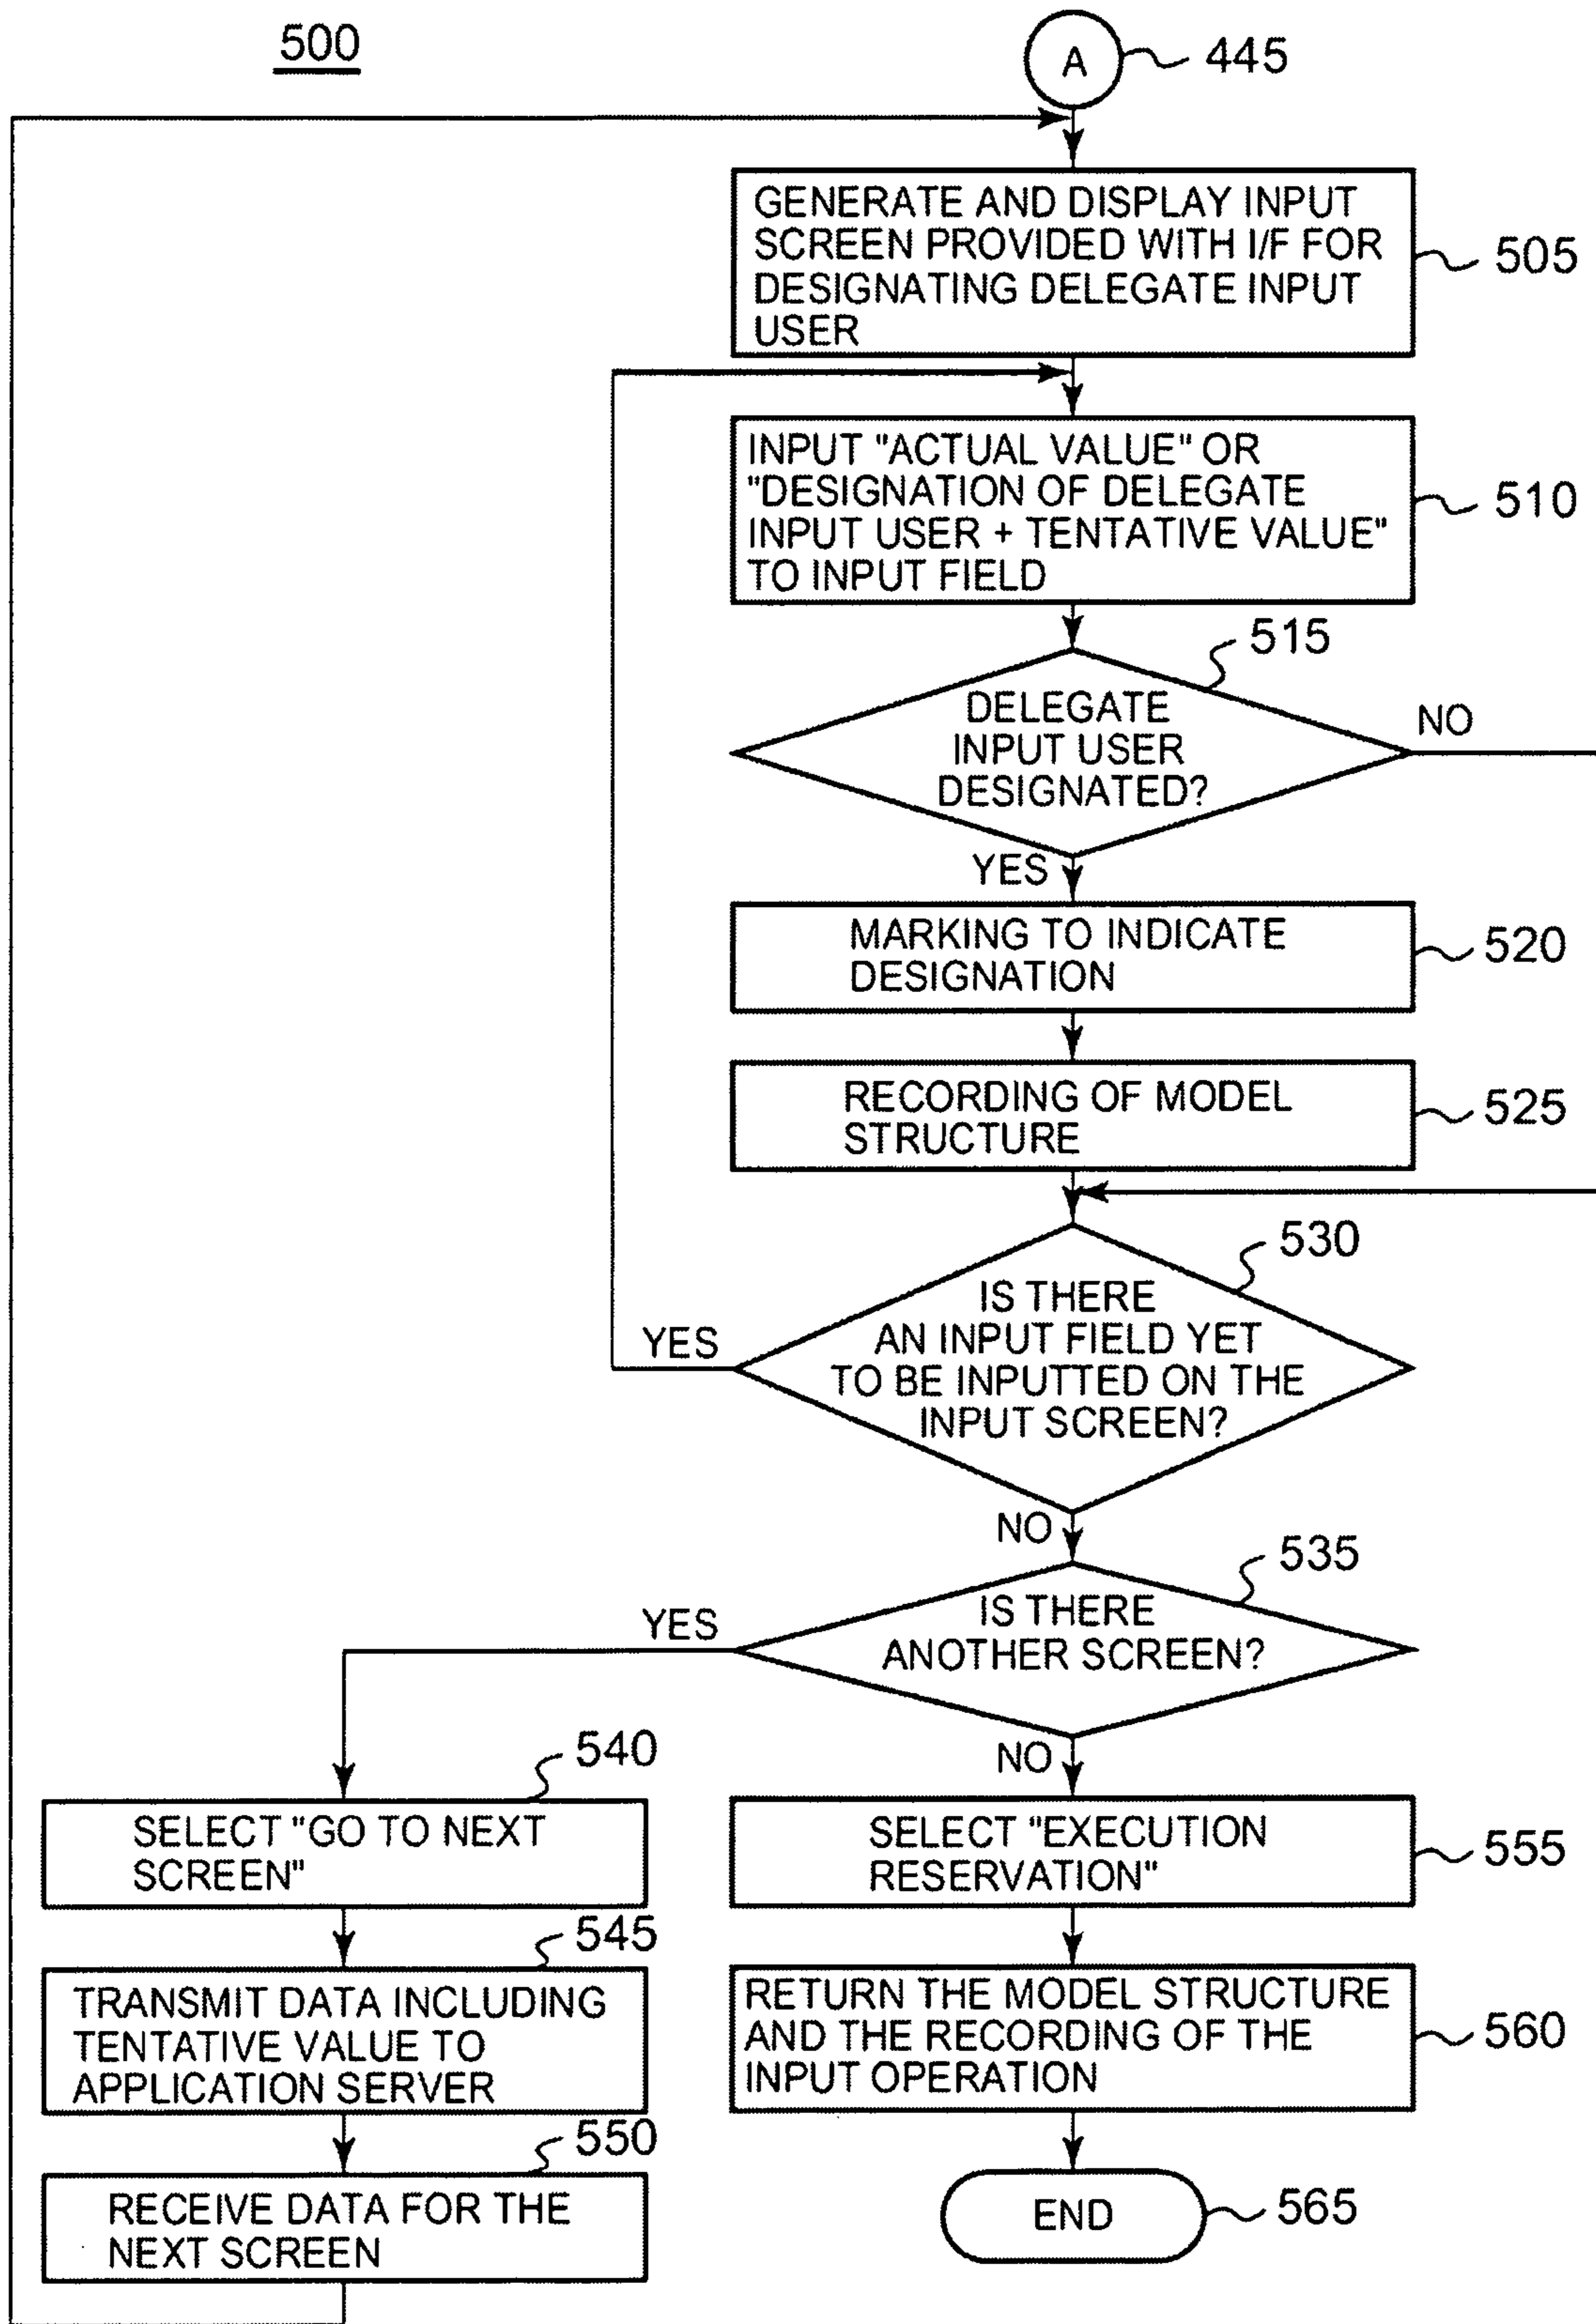 500
A
445
GENERATE AND DISPLAY INPUT
SCREEN PROVIDED WITH I/F FOR
DESIGNATING DELEGATE INPUT
USER
505
INPUT "ACTUAL VALUE" OR
"DESIGNATION OF DELEGATE
INPUT USER + TENTATIVE VALUE"
TO INPUT FIELD
510
515
DELEGATE
INPUT USER
DESIGNATED?
NO
YES
MARKING TO INDICATE
DESIGNATION
520
RECORDING OF MODEL
STRUCTURE
525
530
IS THERE
AN INPUT FIELD YET
TO BE INPUTTED ON THE
INPUT SCREEN?
YES
NO
535
IS THERE
ANOTHER SCREEN?
YES
NO
540
SELECT "GO TO NEXT
SCREEN"
545
TRANSMIT DATA INCLUDING
TENTATIVE VALUE TO
APPLICATION SERVER
550
RECEIVE DATA FOR THE
NEXT SCREEN
SELECT "EXECUTION
RESERVATION"
555
RETURN THE MODEL STRUCTURE
AND THE RECORDING OF THE
INPUT OPERATION
560
END
565